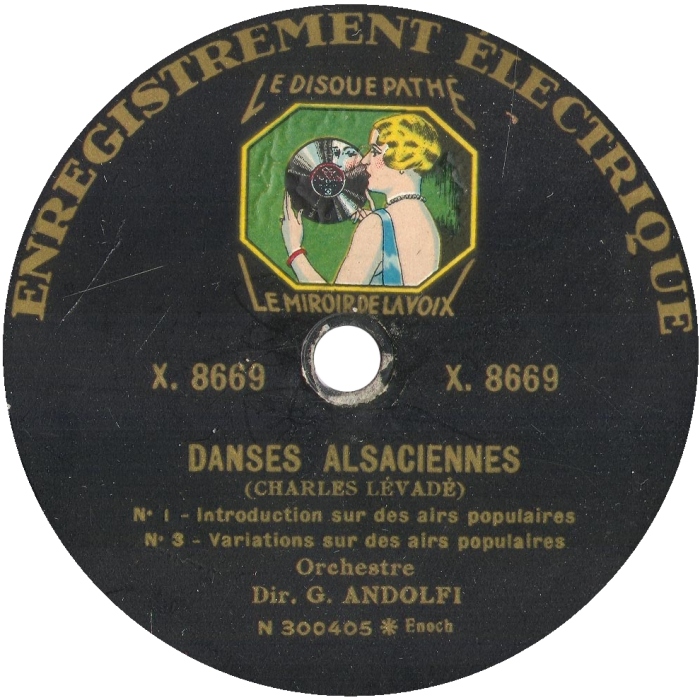 ENREGISTREMENT ÉLECTRIQUE
LE DISQUE PATHÉ
LE MIROIR DE LA VOIX
X. 8669 X. 8669
DANSES ALSACIENNES
(CHARLES LÉVADÉ)
N° 1 - Introduction sur des airs populaires
N° 3 - Variations sur des airs populaires
Orchestre
Dir. G. ANDOLFI
N 300405 ✳ Enoch